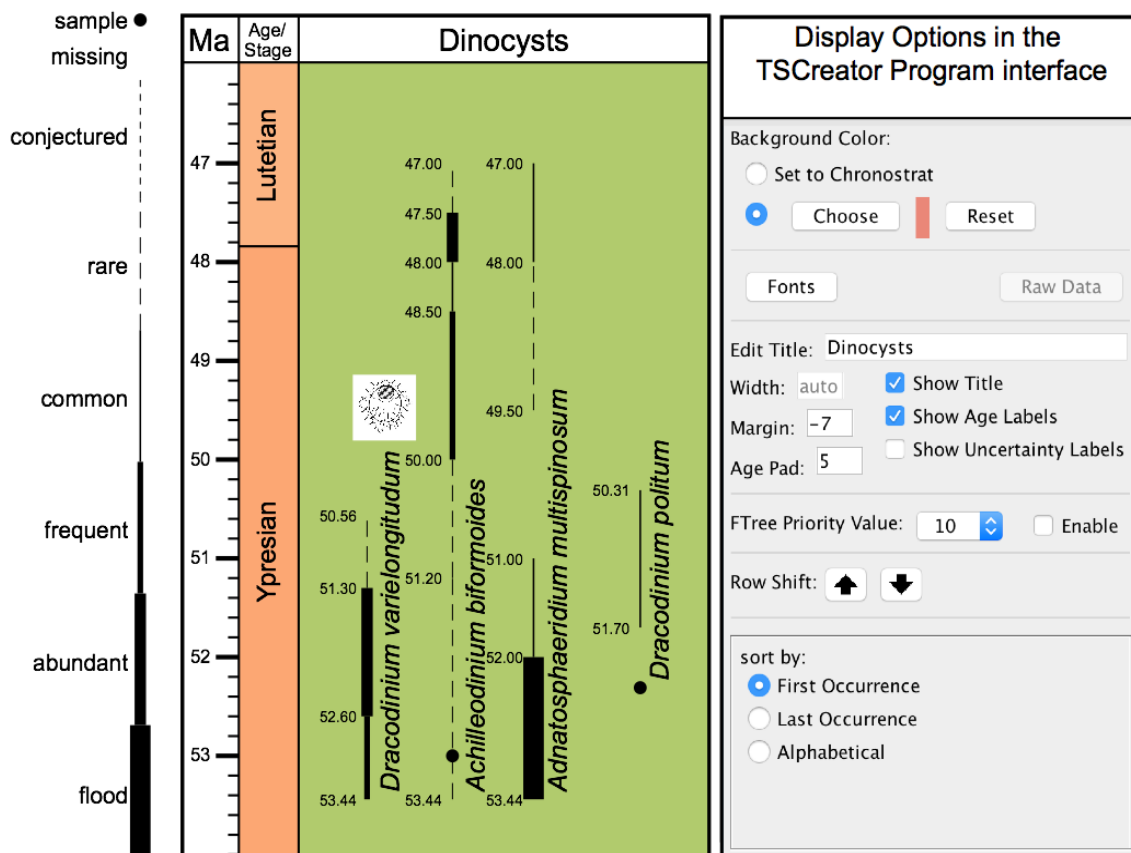 sample
missing
conjectured
rare
common
frequent
abundant
flood
Ma
Age/
Stage
Dinocysts
47
48
49
50
51
52
53
Lutetian
Ypresian
50.56
51.30
52.60
53.44
Dracodinium varielongitudum
47.00
47.50
48.00
48.50
50.00
51.20
53.44
Achilleodinium biformoides
47.00
48.00
49.50
51.00
52.00
53.44
Adnatosphaeridium multispinosum
50.31
51.70
Dracodinium politum
Display Options in the
TSCreator Program interface
Background Color:
Set to Chronostrat
Choose Reset
Fonts Raw Data
Edit Title: Dinocysts
Width: auto Show Title
Margin: -7 Show Age Labels
Age Pad: 5 Show Uncertainty Labels
FTree Priority Value: 10 Enable
Row Shift:
sort by:
First Occurrence
Last Occurrence
Alphabetical